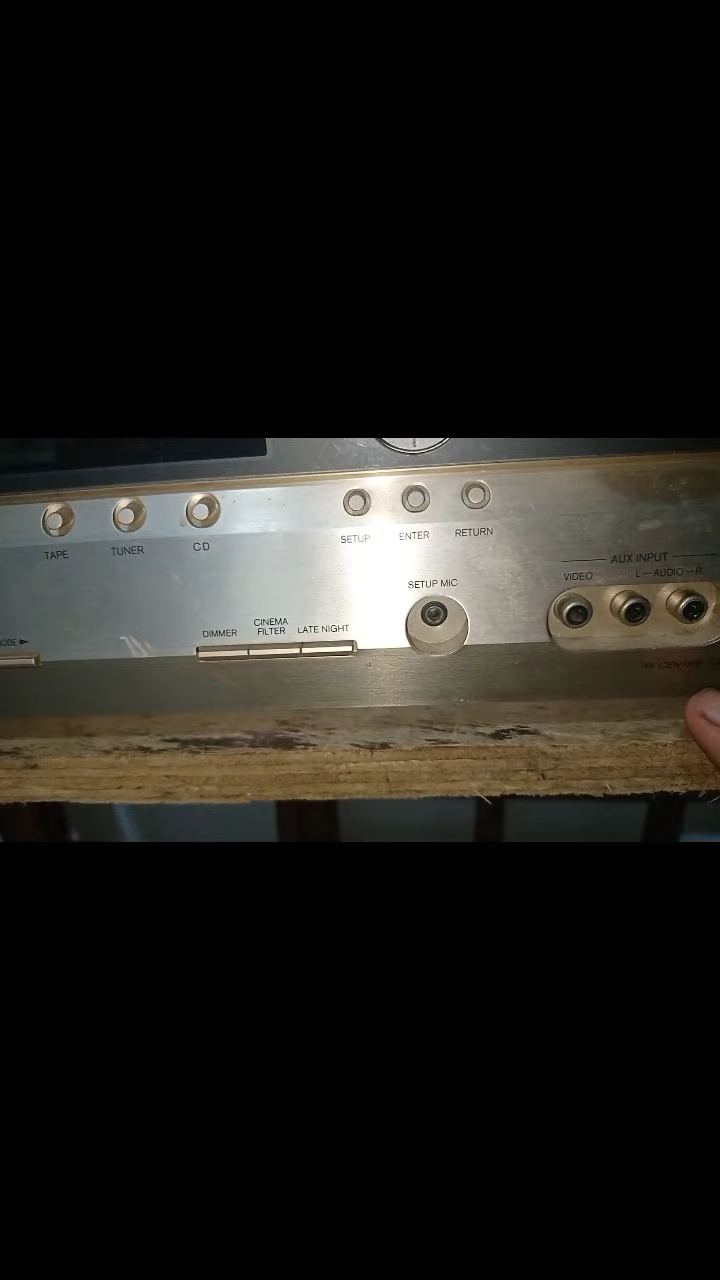 TAPE
TUNER
CD
SETUP
ENTER
RETURN
AUX INPUT
VIDEO
L — AUDIO — R
SETUP MIC
DIMMER
CINEMA
FILTER
LATE NIGHT